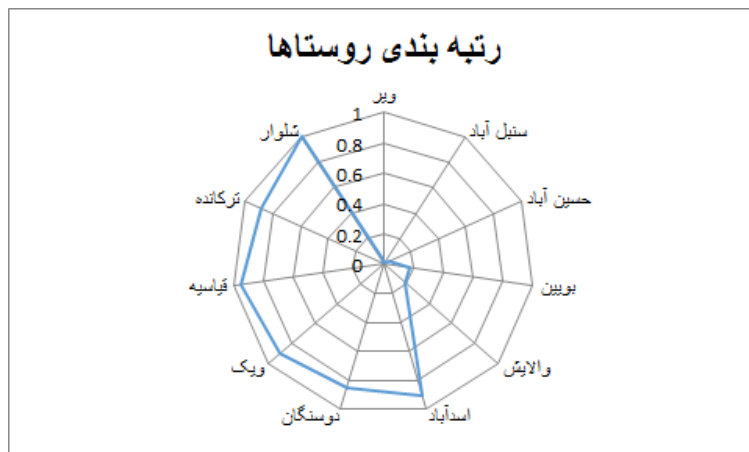 رتبه بندی روستاها
ویر
سنبل آباد
حسین آباد
بویین
والایش
اسدآباد
دوسنگان
ویک
قیاسیه
ترکانده
شلوار
1
0.8
0.6
0.4
0.2
0